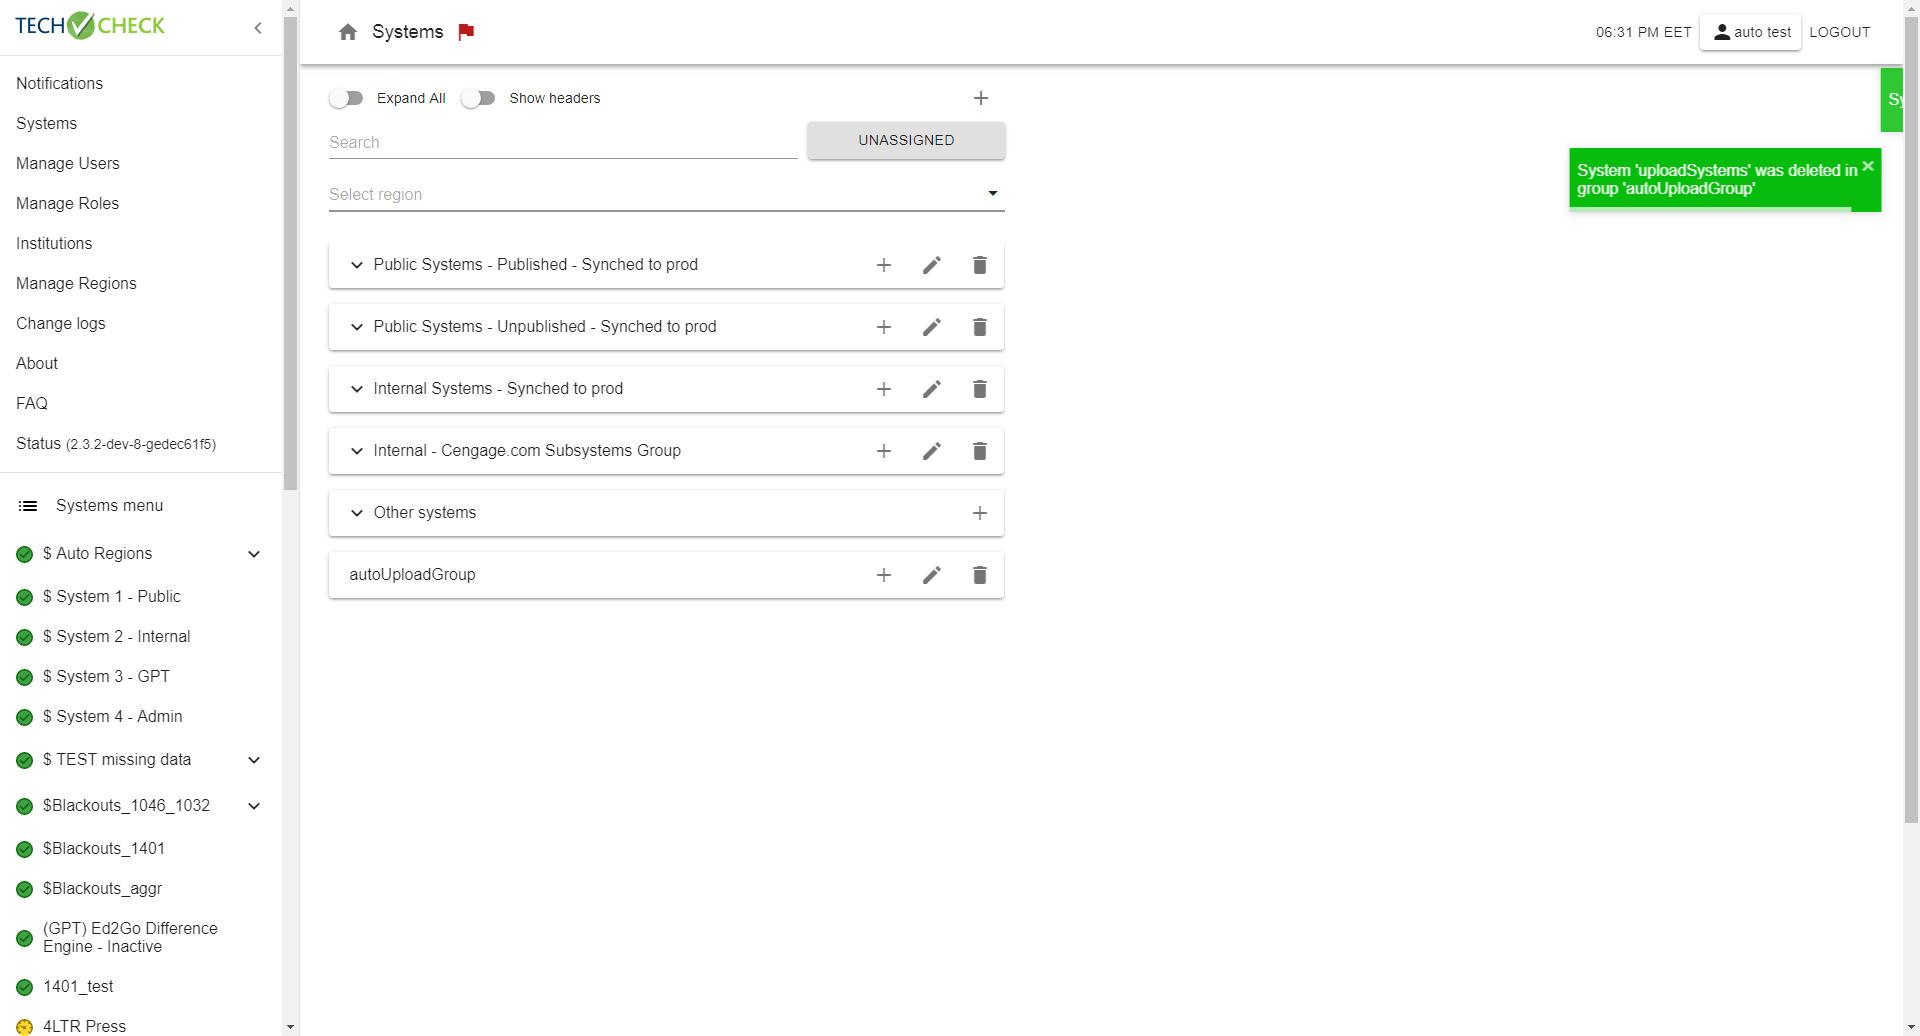 TECH CHECK
Notifications
Systems
Manage Users
Manage Roles
Institutions
Manage Regions
Change logs
About
FAQ
Status (2.3.2-dev-8-gedec61f5)
Systems menu
$ Auto Regions
$ System 1 - Public
$ System 2 - Internal
$ System 3 - GPT
$ System 4 - Admin
$ TEST missing data
$Blackouts_1046_1032
$Blackouts_1401
$Blackouts_aggr
(GPT) Ed2Go Difference
Engine - Inactive
1401_test
4LTR Press
Systems
06:31 PM EET
auto test
LOGOUT
Expand All
Show headers
Search
UNASSIGNED
Select region
Public Systems - Published - Synched to prod
Public Systems - Unpublished - Synched to prod
Internal Systems - Synched to prod
Internal - Cengage.com Subsystems Group
Other systems
autoUploadGroup
Sy
System 'uploadSystems' was deleted in
group 'autoUploadGroup'